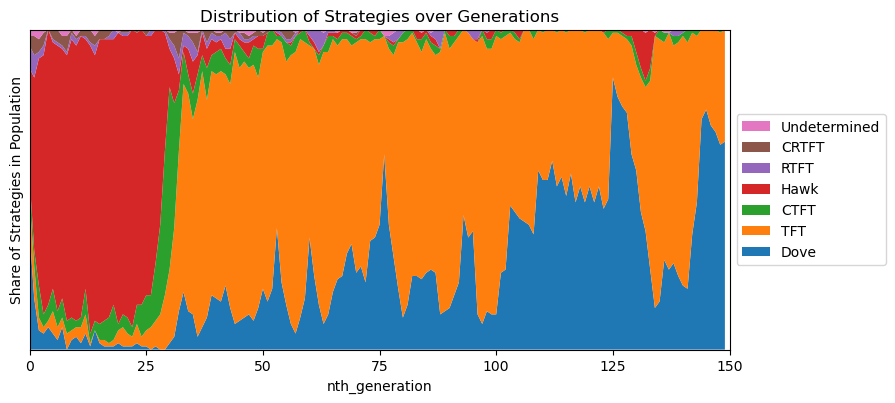 Distribution of Strategies over Generations
Share of Strategies in Population
0
25
50
75
100
125
150
nth_generation
Undetermined
CRTFT
RTFT
Hawk
CTFT
TFT
Dove